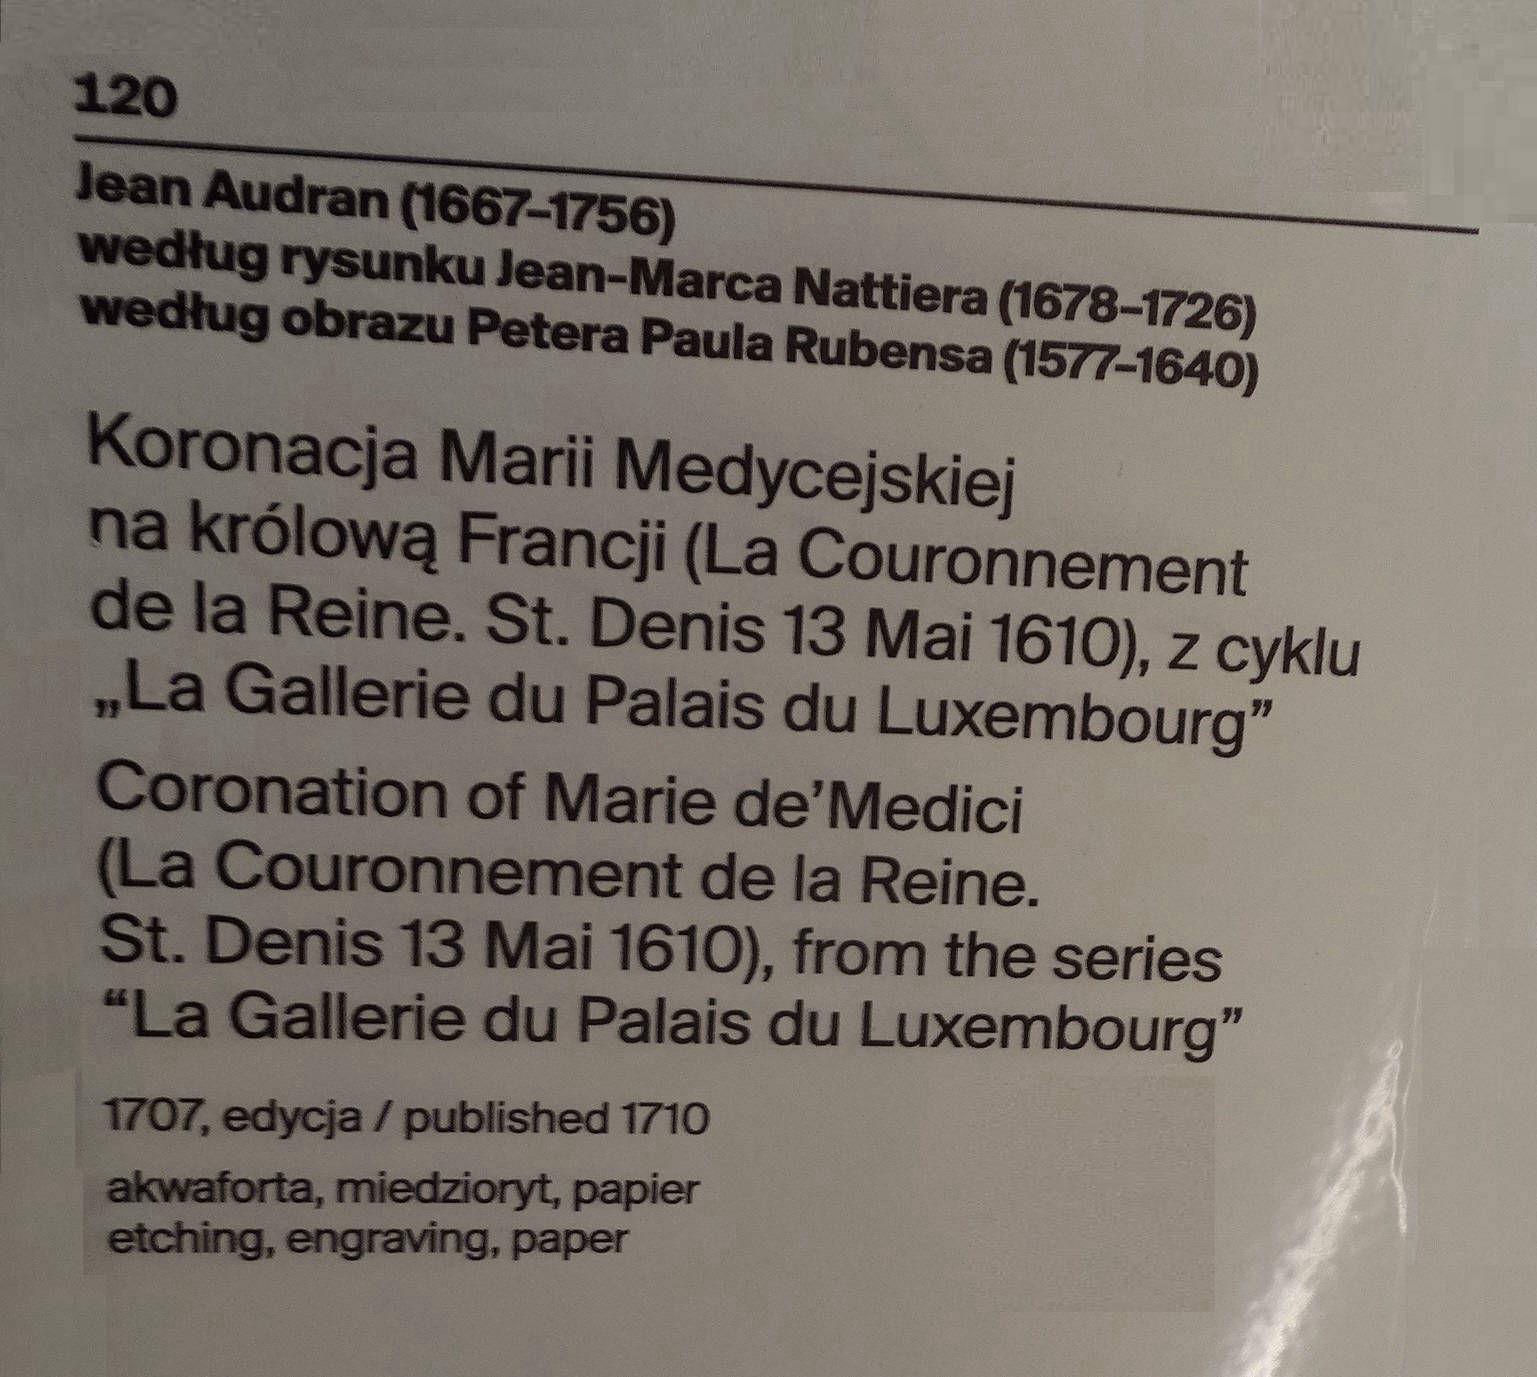 120
Jean Audran (1667–1756)
według rysunku Jean-Marca Nattiera (1678–1726)
według obrazu Petera Paula Rubensa (1577–1640)
Koronacja Marii Medycejskiej
na królową Francji (La Couronnement
de la Reine. St. Denis 13 Mai 1610), z cyklu
„La Gallerie du Palais du Luxembourg”
Coronation of Marie de’Medici
(La Couronnement de la Reine.
St. Denis 13 Mai 1610), from the series
“La Gallerie du Palais du Luxembourg”
1707, edycja / published 1710
akwaforta, miedzioryt, papier
etching, engraving, paper